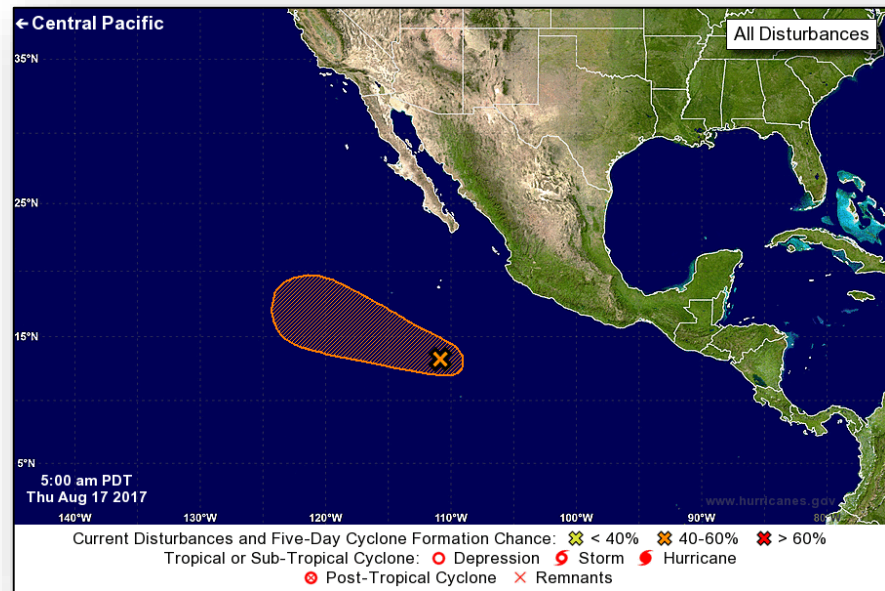 ← Central Pacific
All Disturbances
35°N
25°N
15°N
5°N
5:00 am PDT
Thu Aug 17 2017
www.hurricanes.gov
140°W 130°W 120°W 110°W 100°W 90°W 80°W
Current Disturbances and Five-Day Cyclone Formation Chance: < 40% 40-60% > 60%
Tropical or Sub-Tropical Cyclone: Depression Storm Hurricane
Post-Tropical Cyclone Remnants